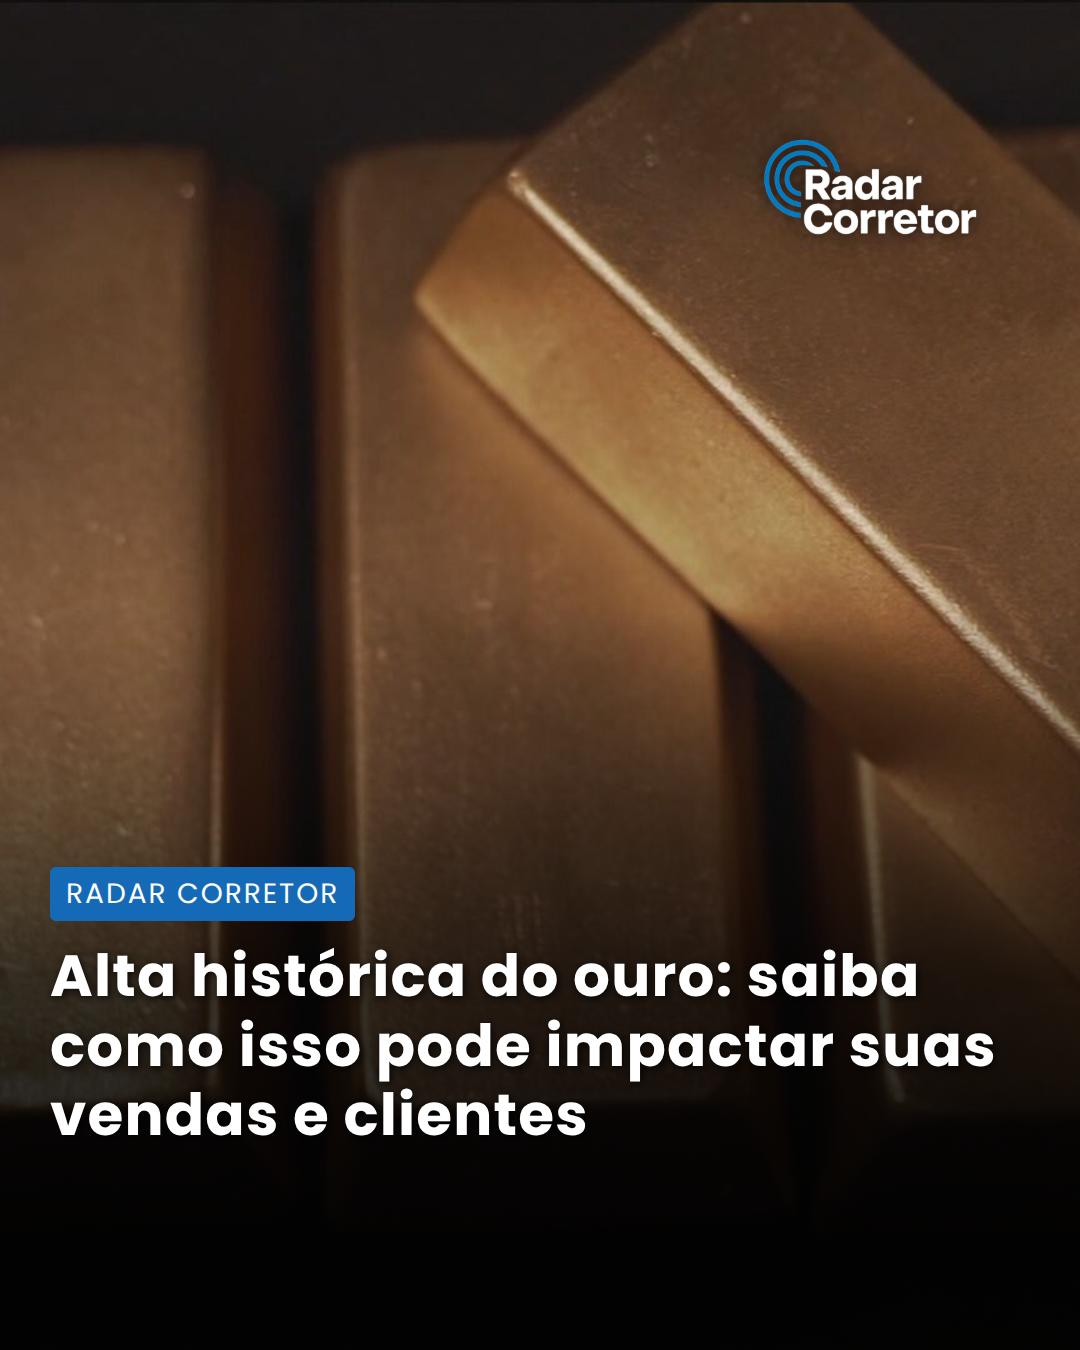 Radar
Corretor
RADAR CORRETOR
Alta histórica do ouro: saiba
como isso pode impactar suas
vendas e clientes